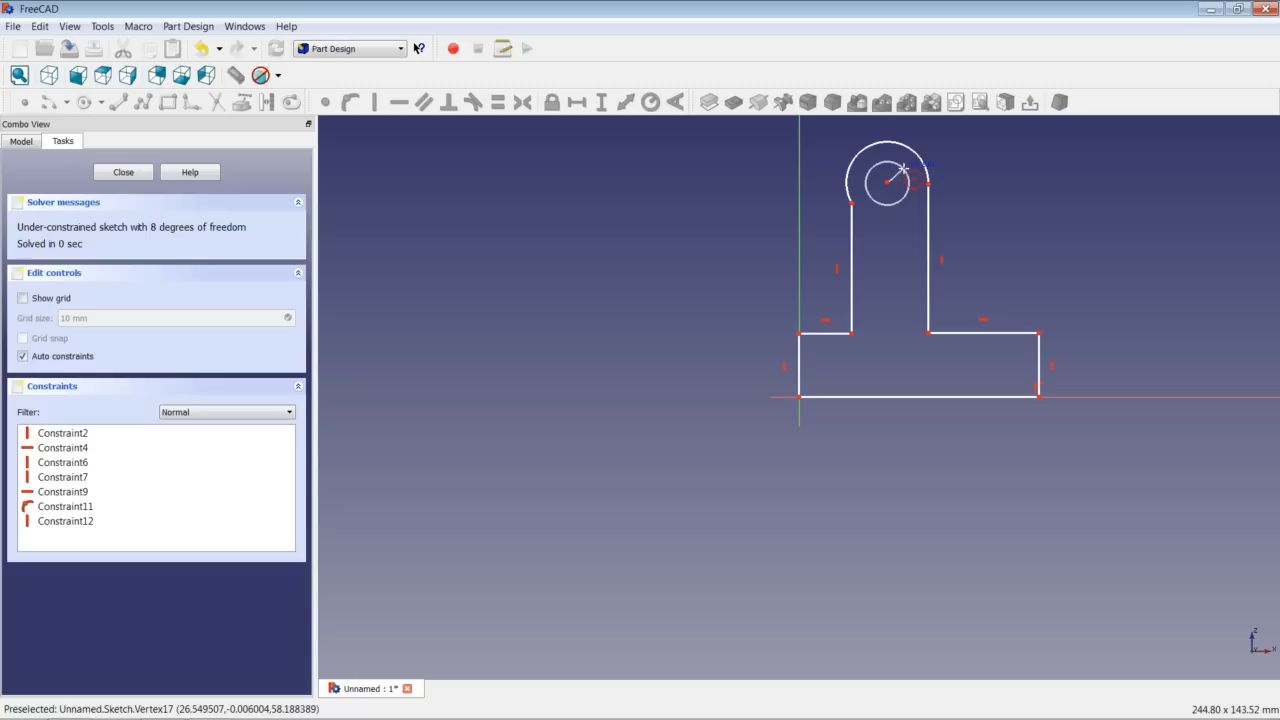 FreeCAD
File Edit View Tools Macro Part Design Windows Help
Part Design
Combo View
Model Tasks
Close Help
Solver messages
Under-constrained sketch with 8 degrees of freedom
Solved in 0 sec
Edit controls
Show grid
Grid size: 10 mm
Grid snap
Auto constraints
Constraints
Filter: Normal
Constraint2
Constraint4
Constraint6
Constraint7
Constraint9
Constraint11
Constraint12
Unnamed : 1*
Preselected: Unnamed.Sketch.Vertex17 (26.549507,-0.006004,58.188389)
244.80 x 143.52 mm